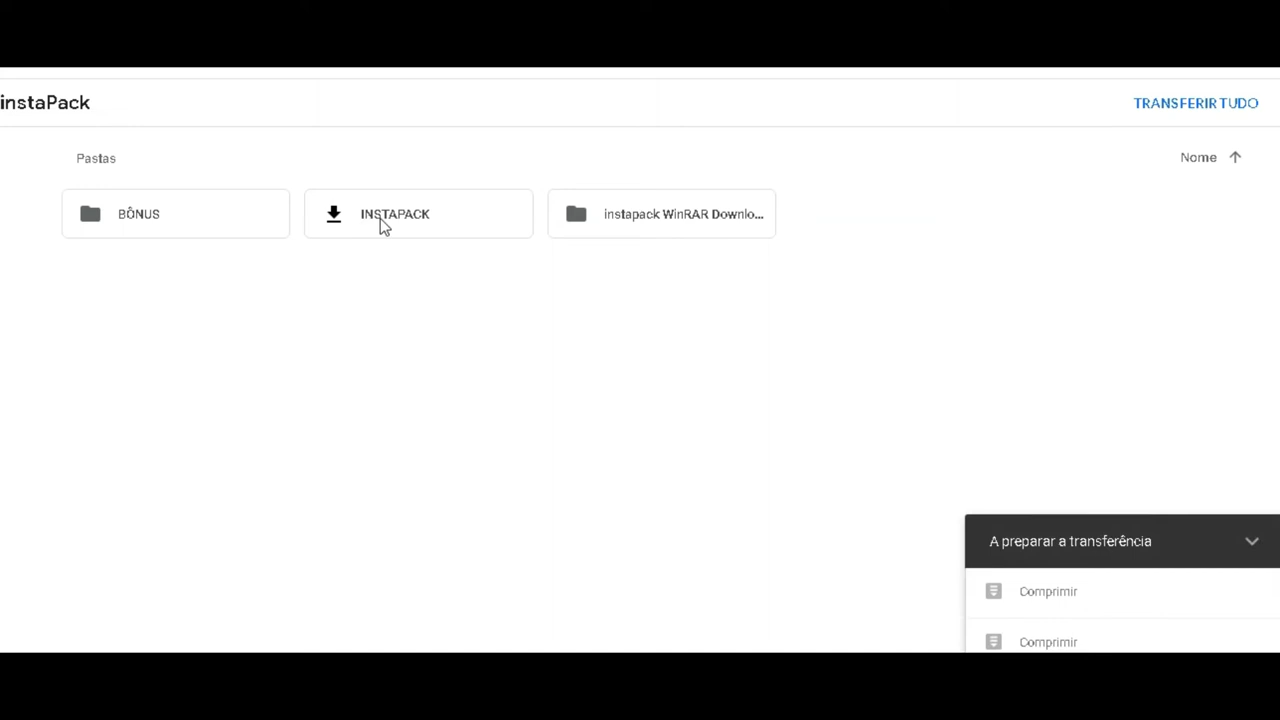 instaPack
TRANSFERIR TUDO
Pastas
Nome
BÔNUS
INSTAPACK
instapack WinRAR Downlo...
A preparar a transferência
Comprimir
Comprimir